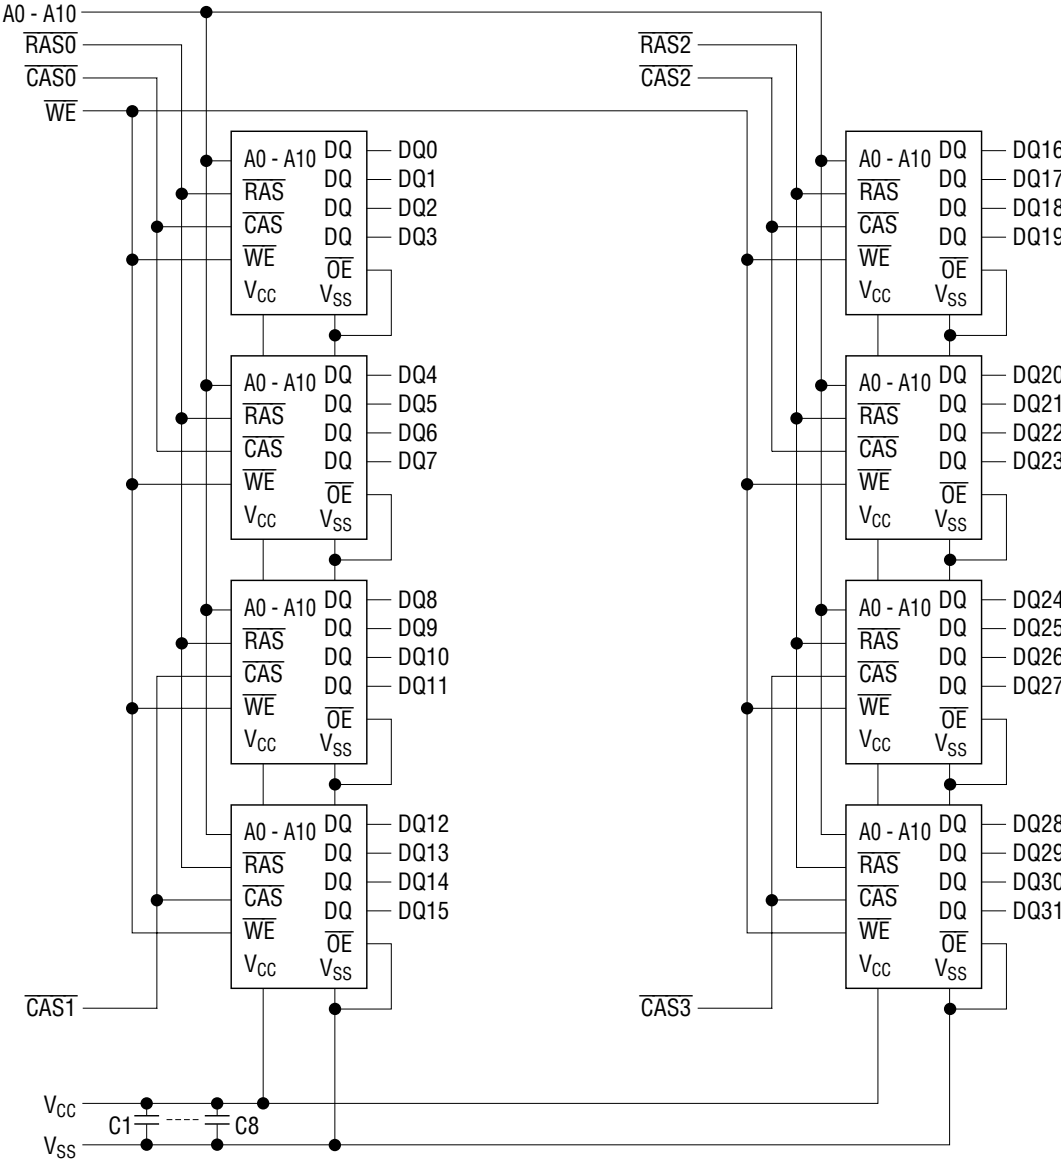 A0 - A10
RAS0
CAS0
WE
RAS2
CAS2
A0 - A10 DQ DQ0
RAS DQ DQ1
CAS DQ DQ2
DQ DQ3
WE OE
VCC VSS
A0 - A10 DQ DQ4
RAS DQ DQ5
CAS DQ DQ6
DQ DQ7
WE OE
VCC VSS
A0 - A10 DQ DQ8
RAS DQ DQ9
CAS DQ DQ10
DQ DQ11
WE OE
VCC VSS
A0 - A10 DQ DQ12
RAS DQ DQ13
CAS DQ DQ14
DQ DQ15
WE OE
VCC VSS
CAS1
A0 - A10 DQ DQ16
RAS DQ DQ17
CAS DQ DQ18
DQ DQ19
WE OE
VCC VSS
A0 - A10 DQ DQ20
RAS DQ DQ21
CAS DQ DQ22
DQ DQ23
WE OE
VCC VSS
A0 - A10 DQ DQ24
RAS DQ DQ25
CAS DQ DQ26
DQ DQ27
WE OE
VCC VSS
A0 - A10 DQ DQ28
RAS DQ DQ29
CAS DQ DQ30
DQ DQ31
WE OE
VCC VSS
CAS3
VCC
C1 C8
VSS